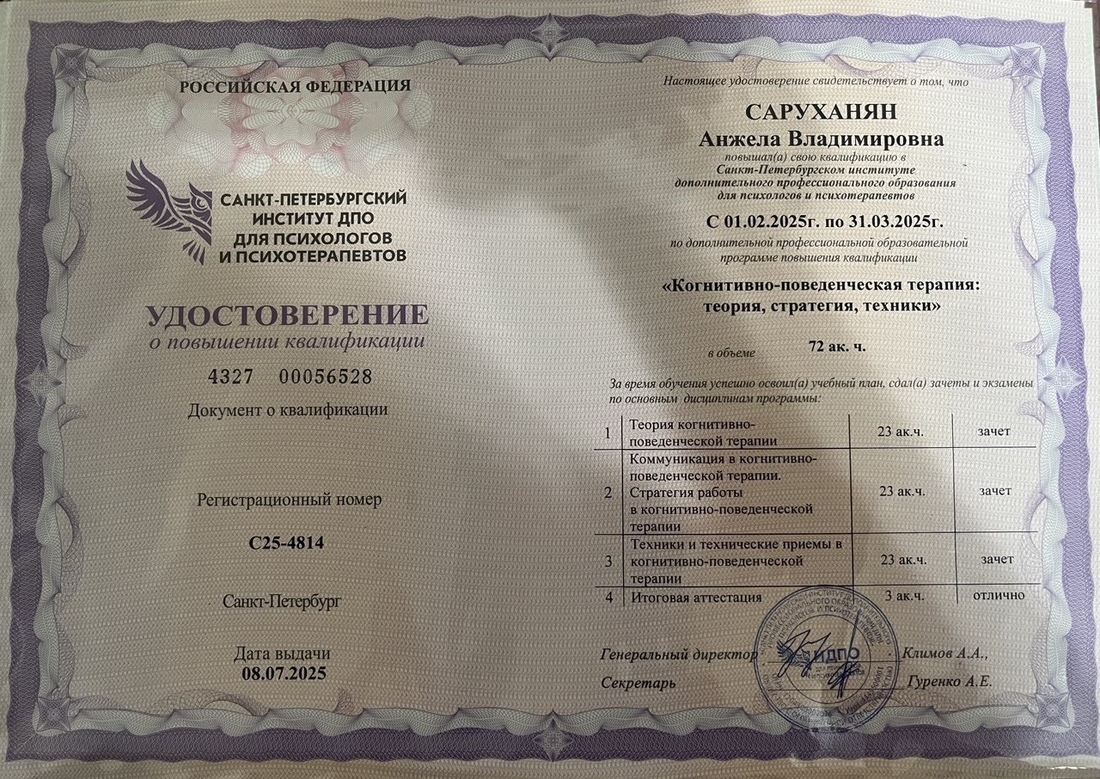 РОССИЙСКАЯ ФЕДЕРАЦИЯ
САНКТ-ПЕТЕРБУРГСКИЙ
ИНСТИТУТ ДПО
ДЛЯ ПСИХОЛОГОВ
И ПСИХОТЕРАПЕВТОВ
УДОСТОВЕРЕНИЕ
о повышении квалификации
4327 00056528
Документ о квалификации
Регистрационный номер
С25-4814
Санкт-Петербург
Дата выдачи
08.07.2025
Настоящее удостоверение свидетельствует о том, что
САРУХАНЯН
Анжела Владимировна
повышал(а) свою квалификацию в
Санкт-Петербургском институте
дополнительного профессионального образования
для психологов и психотерапевтов
С 01.02.2025г. по 31.03.2025г.
по дополнительной профессиональной образовательной
программе повышения квалификации
«Когнитивно-поведенческая терапия:
теория, стратегия, техники»
в объеме 72 ак. ч.
За время обучения успешно освоил(а) учебный план, сдал(а) зачеты и экзамены
по основным дисциплинам программы:
1 Теория когнитивно-
поведенческой терапии 23 ак.ч. зачет
Коммуникация в когнитивно-
поведенческой терапии.
2 Стратегия работы 23 ак.ч. зачет
в когнитивно-поведенческой
терапии
Техники и технические приемы в
3 когнитивно-поведенческой 23 ак.ч. зачет
терапии
4 Итоговая аттестация 3 ак.ч. отлично
Генеральный директор Климов А.А.,
Секретарь Гуренко А.Е.
ИДПО